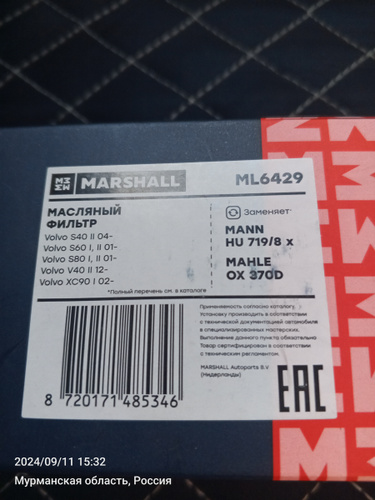 MARSHALL
ML6429
МАСЛЯНЫЙ
ФИЛЬТР
Volvo S40 II 04-
Volvo S60 I, II 01-
Volvo S80 I, II 01-
Volvo V40 II 12-
Volvo XC90 I 02-
*Полный перечень см. в каталоге
Заменяет
MANN
HU 719/8 x
MAHLE
OX 370D
Применяемость согласно каталогу.
Установку производить в соответствии
с технической документацией автомобиля
в специализированных мастерских.
Выполнение данного пункта обязательно
Товар сертифицирован в соответствии
с техническим регламентом.
MARSHALL Autoparts B.V
(Нидерланды)
8 720171 485346
EAC
2024/09/11 15:32
Мурманская область, Россия